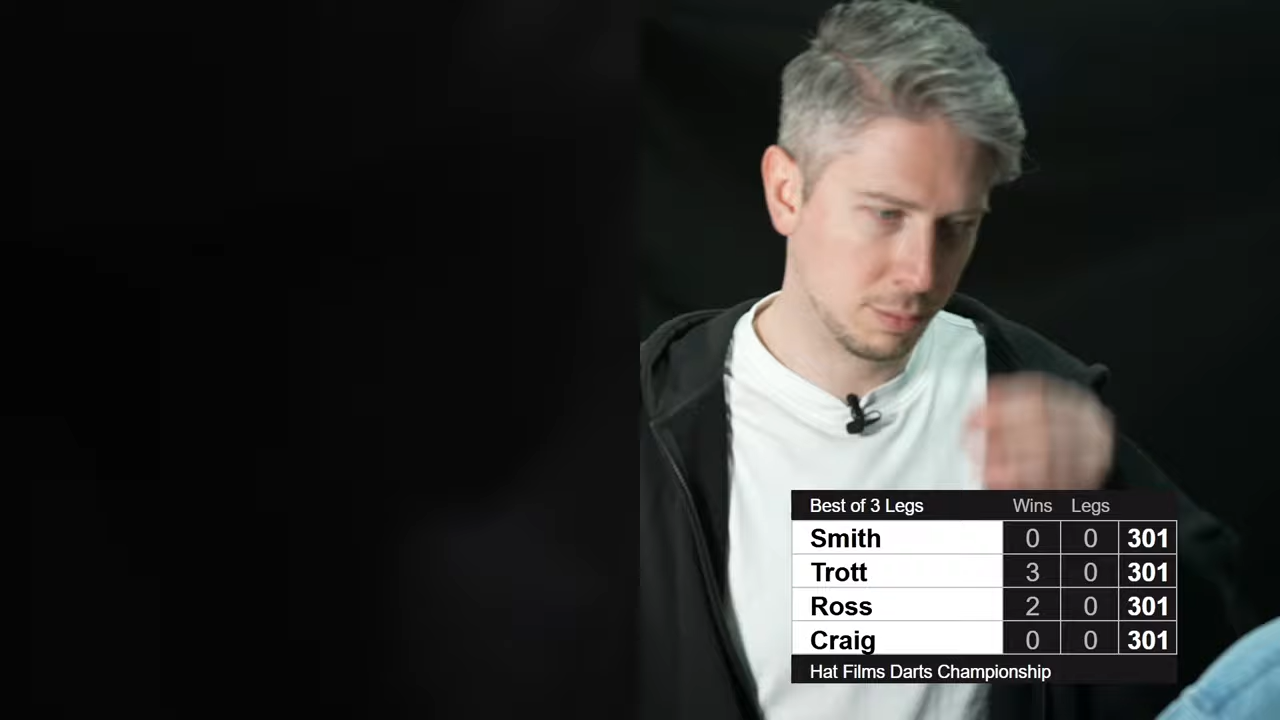 Best of 3 Legs Wins Legs
Smith 0 0 301
Trott 3 0 301
Ross 2 0 301
Craig 0 0 301
Hat Films Darts Championship